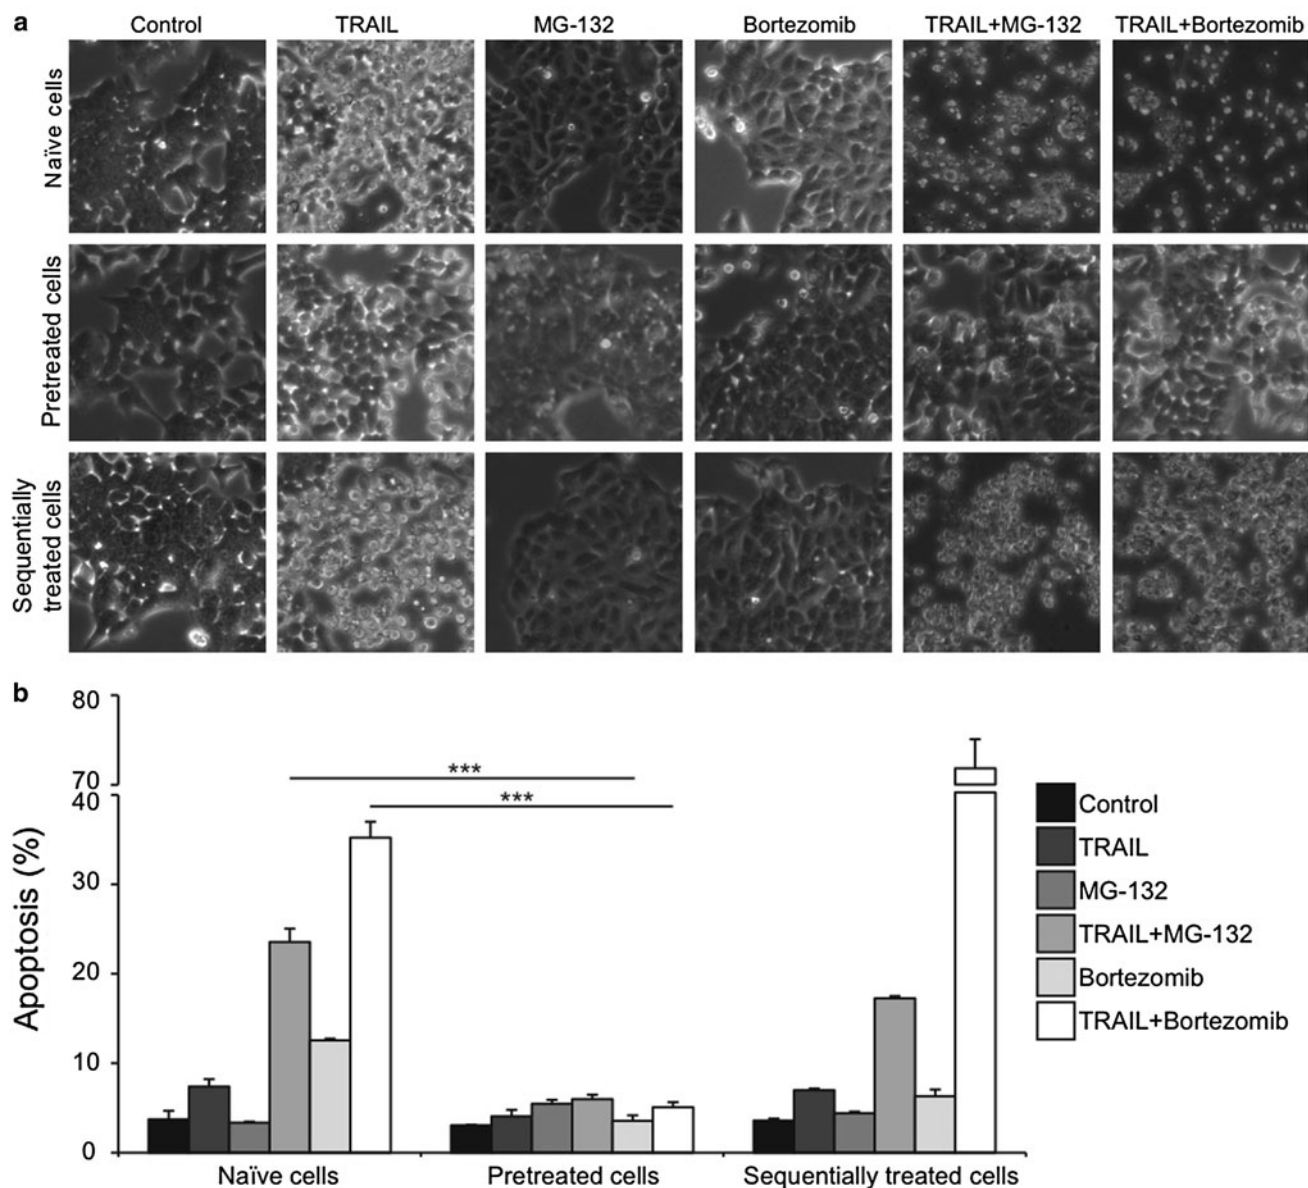 a
Control TRAIL MG-132 Bortezomib TRAIL+MG-132 TRAIL+Bortezomib
Naïve cells
Pretreated cells
Sequentially
treated cells
b
Apoptosis (%)
80
70
40
30
20
10
0
***
***
Naïve cells Pretreated cells Sequentially treated cells
Control
TRAIL
MG-132
TRAIL+MG-132
Bortezomib
TRAIL+Bortezomib